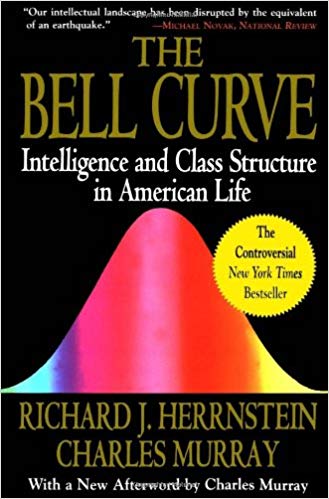 "Our intellectual landscape has been disrupted by the equivalent
of an earthquake." —MICHAEL NOVAK, NATIONAL REVIEW
THE
BELL CURVE
Intelligence and Class Structure
in American Life
The
Controversial
New York Times
Bestseller
RICHARD J. HERRNSTEIN
CHARLES MURRAY
With a New Afterword by Charles Murray